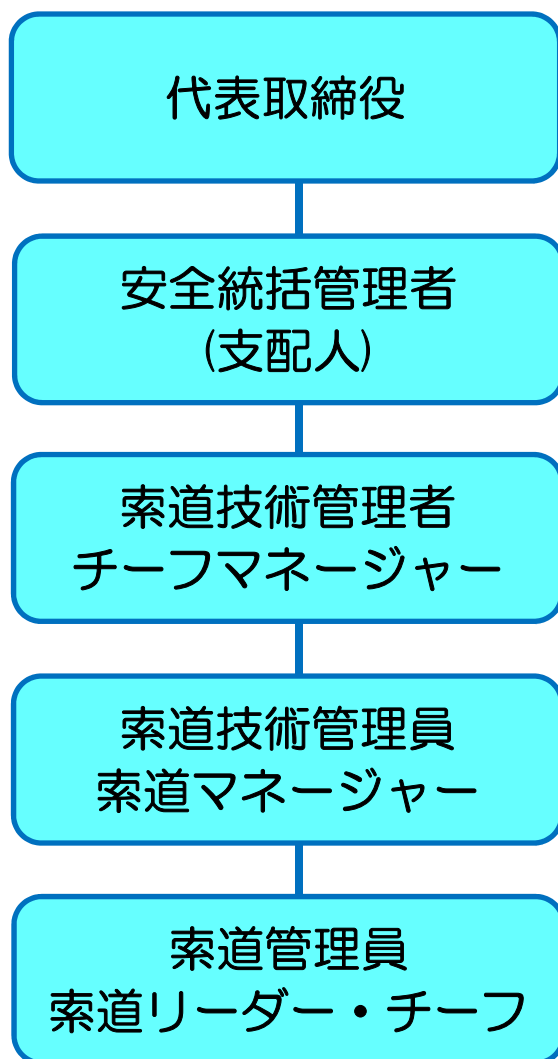 代表取締役
安全統括管理者
(支配人)
索道技術管理者
チーフマネージャー
索道技術管理員
索道マネージャー
索道管理員
索道リーダー・チーフ